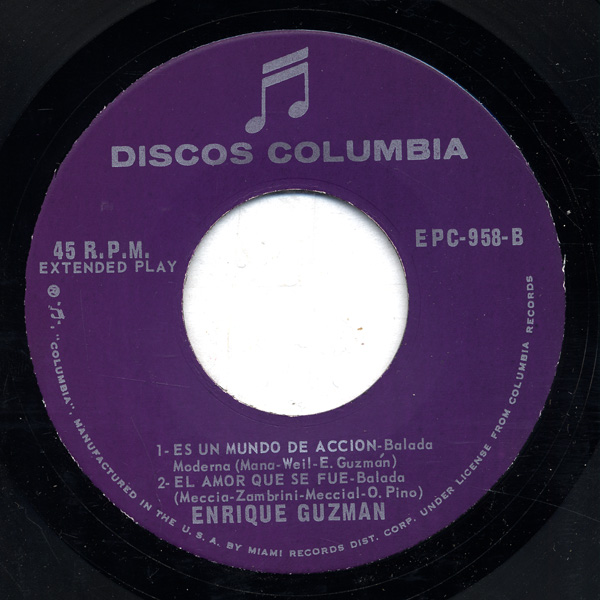 DISCOS COLUMBIA
45 R.P.M.
EXTENDED PLAY
EPC-958-B
1- ES UN MUNDO DE ACCION-Balada
Moderna (Mana-Weil-E. Guzmán)
2- EL AMOR QUE SE FUE-Balada
(Meccia-Zambrini-Meccial-O. Pino)
ENRIQUE GUZMAN
℗ "COLUMBIA", MANUFACTURED IN THE U.S.A. BY MIAMI RECORDS DIST. CORP. UNDER LICENSE FROM COLUMBIA RECORDS